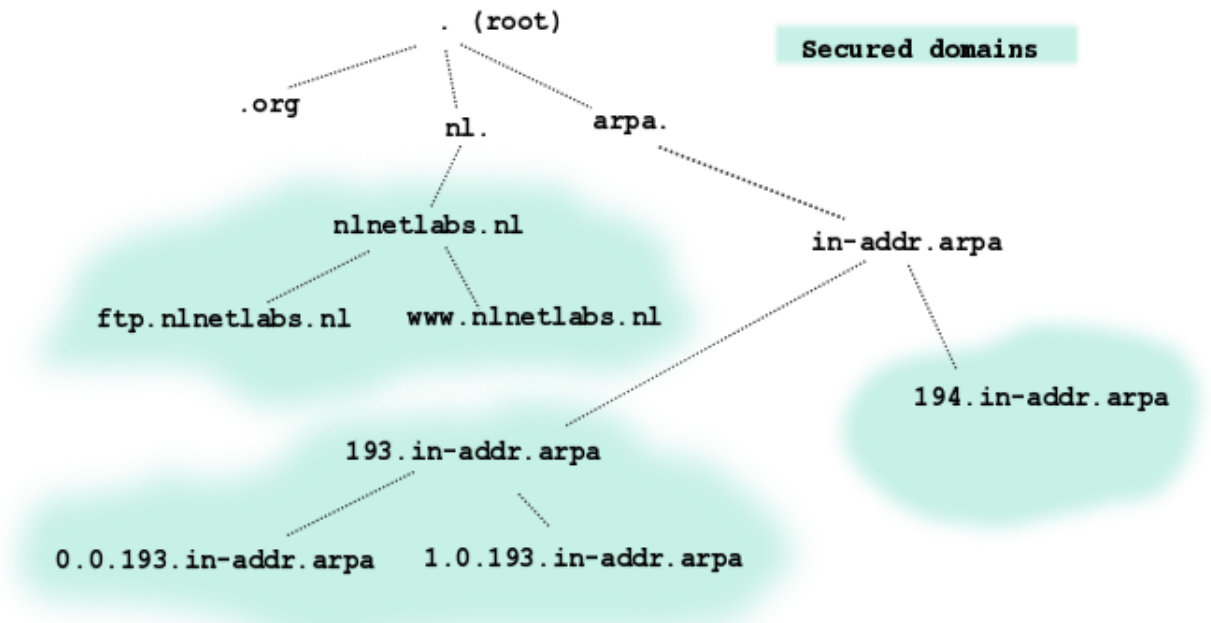 . (root)
Secured domains
.org
nl.
arpa.
nlnetlabs.nl
in-addr.arpa
ftp.nlnetlabs.nl
www.nlnetlabs.nl
194.in-addr.arpa
193.in-addr.arpa
0.0.193.in-addr.arpa
1.0.193.in-addr.arpa